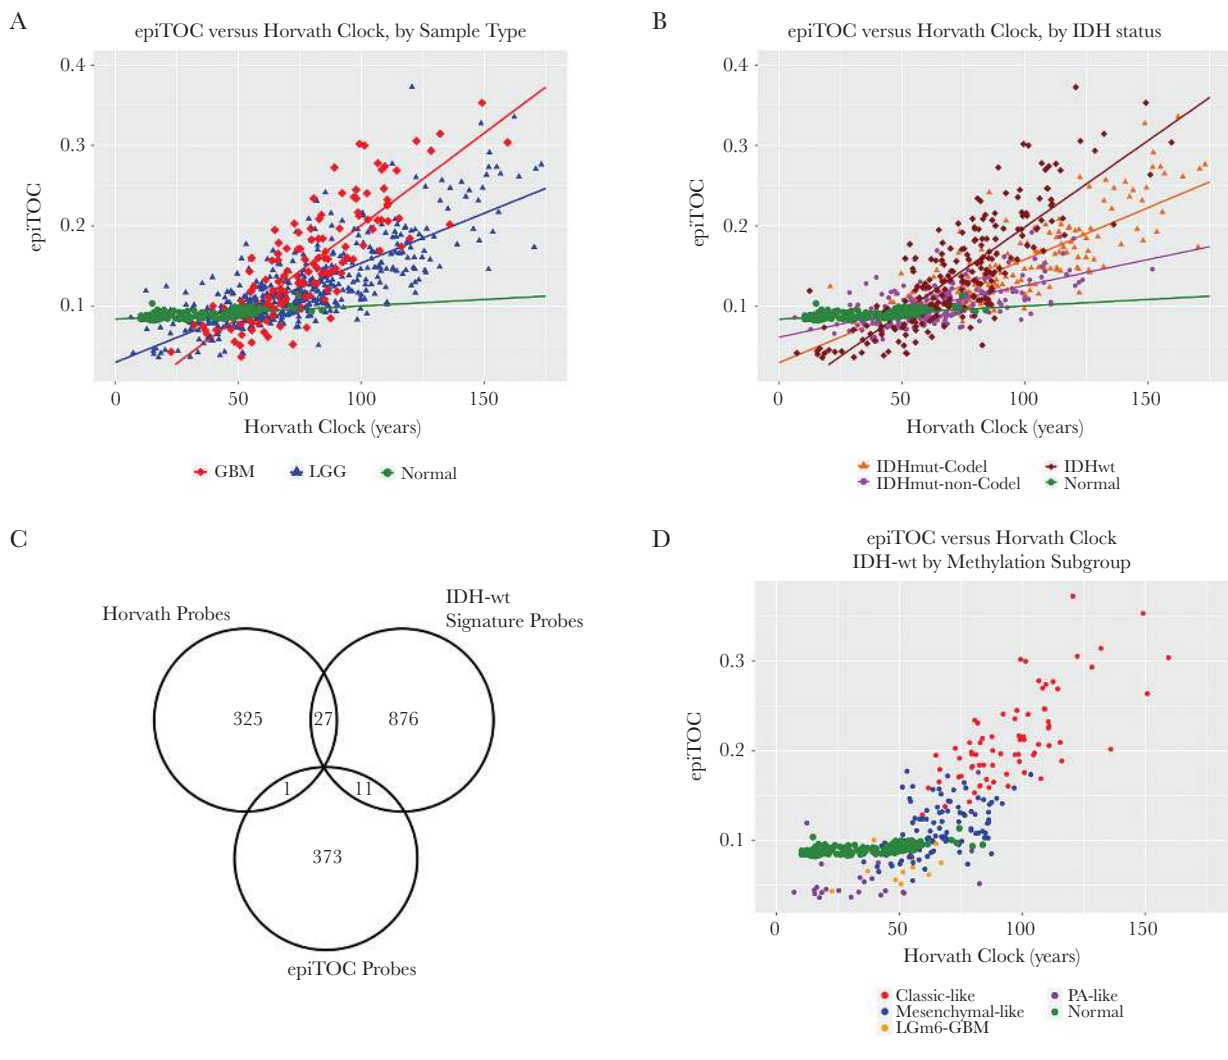 A
epiTOC versus Horvath Clock, by Sample Type
0.4
0.3
0.2
0.1
epiTOC
0
50
100
150
Horvath Clock (years)
GBM
LGG
Normal
B
epiTOC versus Horvath Clock, by IDH status
0.4
0.3
0.2
0.1
epiTOC
0
50
100
150
Horvath Clock (years)
IDHmut-Codel
IDHwt
IDHmut-non-Codel
Normal
C
Horvath Probes
IDH-wt
Signature Probes
325
27
876
1
11
373
epiTOC Probes
D
epiTOC versus Horvath Clock
IDH-wt by Methylation Subgroup
0.3
0.2
0.1
epiTOC
0
50
100
150
Horvath Clock (years)
Classic-like
PA-like
Mesenchymal-like
Normal
LGm6-GBM